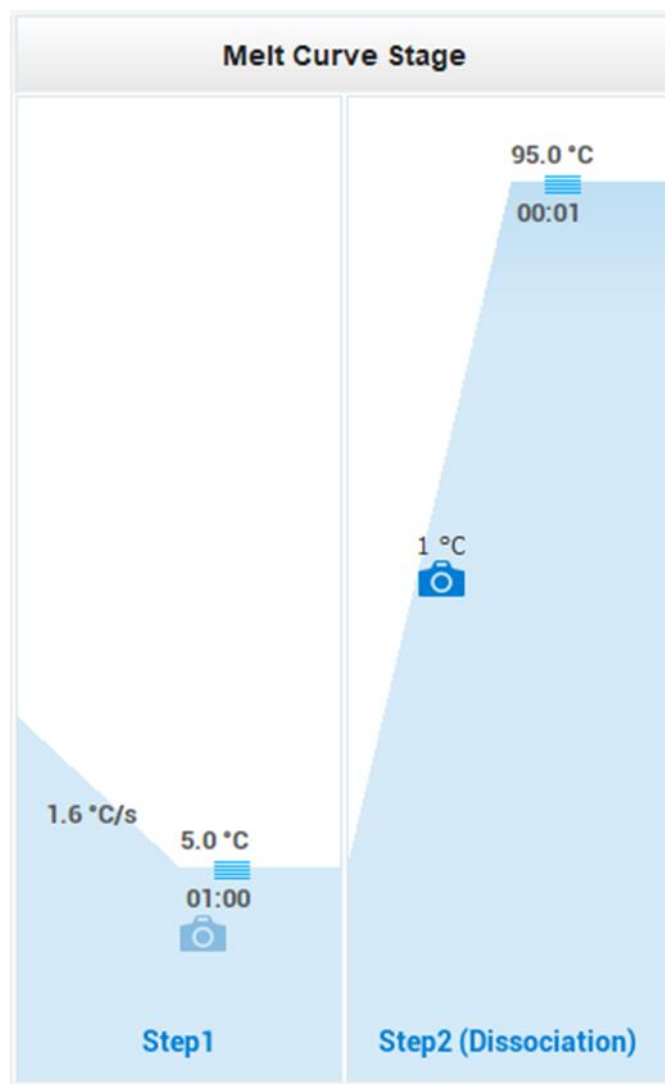 Melt Curve Stage
1.6 °C/s
5.0 °C
01:00
Step1
95.0 °C
00:01
1 °C
Step2 (Dissociation)